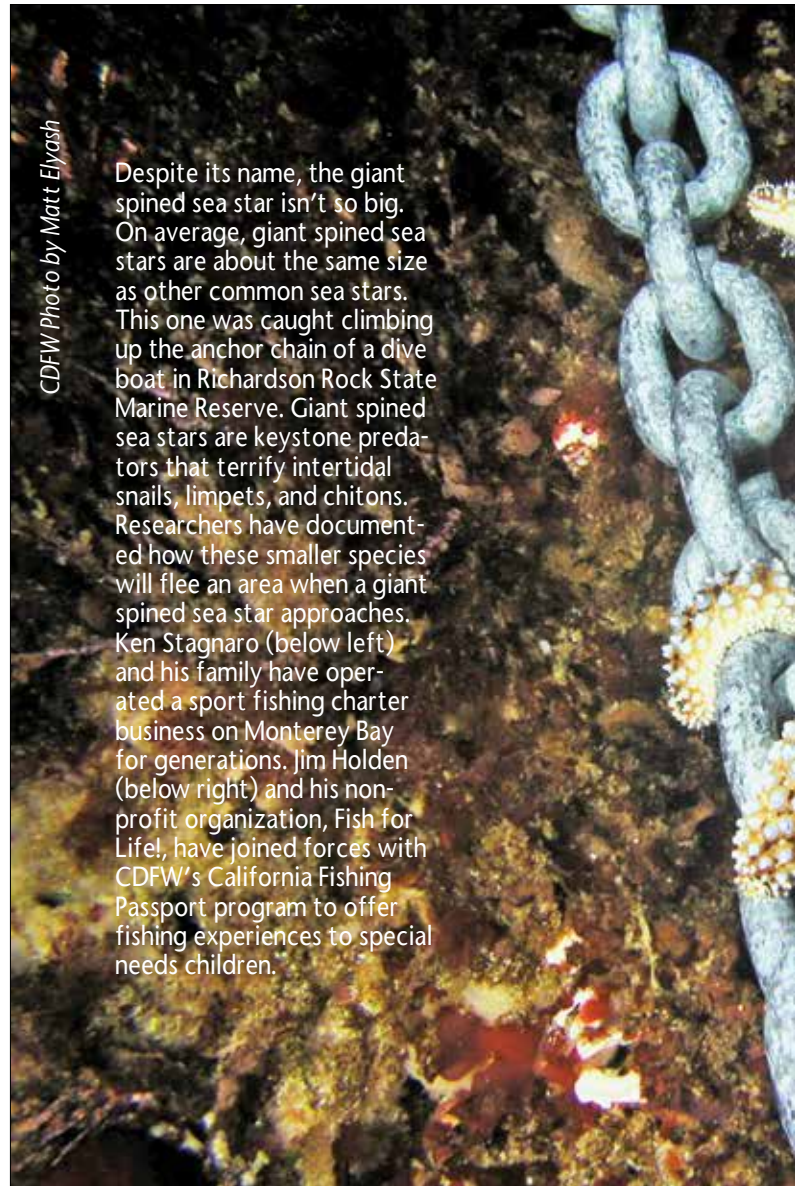 CDFW Photo by Matt Elyash
Despite its name, the giant
spined sea star isn't so big.
On average, giant spined sea
stars are about the same size
as other common sea stars.
This one was caught climbing
up the anchor chain of a dive
boat in Richardson Rock State
Marine Reserve. Giant spined
sea stars are keystone preda-
tors that terrify intertidal
snails, limpets, and chitons.
Researchers have document-
ed how these smaller species
will flee an area when a giant
spined sea star approaches.
Ken Stagnaro (below left)
and his family have oper-
ated a sport fishing charter
business on Monterey Bay
for generations. Jim Holden
(below right) and his non-
profit organization, Fish for
Life!, have joined forces with
CDFW's California Fishing
Passport program to offer
fishing experiences to special
needs children.